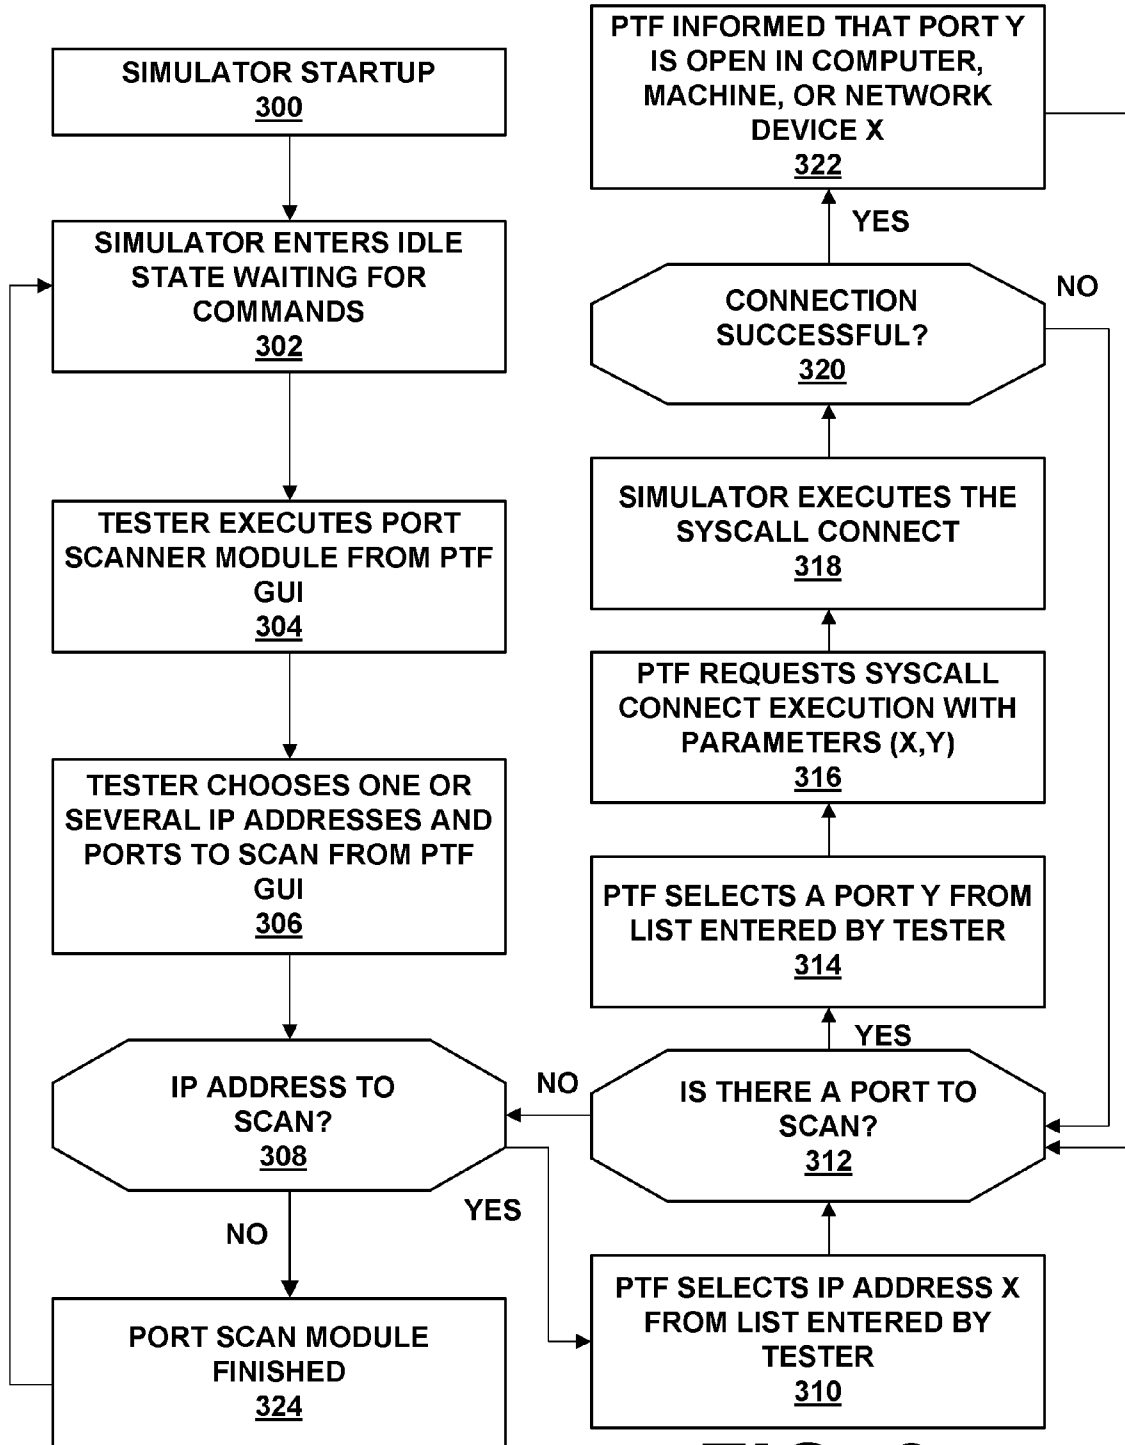 SIMULATOR STARTUP
300
SIMULATOR ENTERS IDLE
STATE WAITING FOR
COMMANDS
302
TESTER EXECUTES PORT
SCANNER MODULE FROM PTF
GUI
304
TESTER CHOOSES ONE OR
SEVERAL IP ADDRESSES AND
PORTS TO SCAN FROM PTF
GUI
306
IP ADDRESS TO
SCAN?
308
NO
YES
PORT SCAN MODULE
FINISHED
324
PTF INFORMED THAT PORT Y
IS OPEN IN COMPUTER,
MACHINE, OR NETWORK
DEVICE X
322
YES
CONNECTION
SUCCESSFUL?
320
NO
SIMULATOR EXECUTES THE
SYSCALL CONNECT
318
PTF REQUESTS SYSCALL
CONNECT EXECUTION WITH
PARAMETERS (X,Y)
316
PTF SELECTS A PORT Y FROM
LIST ENTERED BY TESTER
314
YES
NO
IS THERE A PORT TO
SCAN?
312
PTF SELECTS IP ADDRESS X
FROM LIST ENTERED BY
TESTER
310